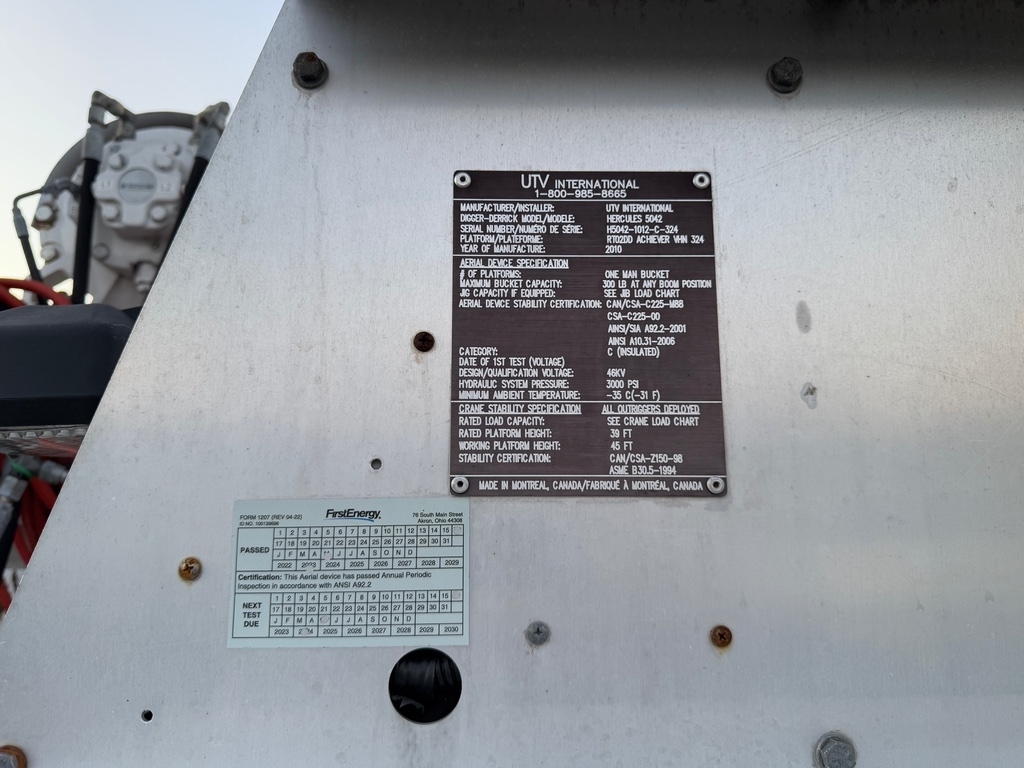 UTV INTERNATIONAL
1-800-985-8665
MANUFACTURER/INSTALLER: UTV INTERNATIONAL
DIGGER-DERRICK MODEL/MODELE: HERCULES 5042
SERIAL NUMBER/NUMÉRO DE SÉRIE: H5042-1012-C-324
PLATFORM/PLATEFORME: RT02DD ACHIEVER VHN 324
YEAR OF MANUFACTURE: 2010
AERIAL DEVICE SPECIFICATION
# OF PLATFORMS: ONE MAN BUCKET
MAXIMUM BUCKET CAPACITY: 300 LB AT ANY BOOM POSITION
JIG CAPACITY IF EQUIPPED: SEE JIB LOAD CHART
AERIAL DEVICE STABILITY CERTIFICATION: CAN/CSA-C225-M88
CSA-C225-00
AINSI/SIA A92.2-2001
AINSI A10.31-2006
CATEGORY: C (INSULATED)
DATE OF 1ST TEST (VOLTAGE)
DESIGN/QUALIFICATION VOLTAGE: 46KV
HYDRAULIC SYSTEM PRESSURE: 3000 PSI
MINIMUM AMBIENT TEMPERATURE: -35 C(-31 F)
CRANE STABILITY SPECIFICATION ALL OUTRIGGERS DEPLOYED
RATED LOAD CAPACITY: SEE CRANE LOAD CHART
RATED PLATFORM HEIGHT: 39 FT
WORKING PLATFORM HEIGHT: 45 FT
STABILITY CERTIFICATION: CAN/CSA-Z150-98
ASME B30.5-1994
MADE IN MONTREAL, CANADA/FABRIQUÉ À MONTRÉAL, CANADA
FORM 1207 (REV 04-22) FirstEnergy 76 South Main Street
ID NO. 100139696 Akron, Ohio 44308
PASSED
1 2 3 4 5 6 7 8 9 10 11 12 13 14 15
17 18 19 20 21 22 23 24 25 26 27 28 29 30 31
J F M A J J A S O N D
2022 2023 2024 2025 2026 2027 2028 2029
Certification: This Aerial device has passed Annual Periodic
Inspection in accordance with ANSI A92.2
NEXT TEST DUE
1 2 3 4 5 6 7 8 9 10 11 12 13 14 15
17 18 19 20 21 22 23 24 25 26 27 28 29 30 31
J F M A J J A S O N D
2023 2025 2026 2027 2028 2029 2030